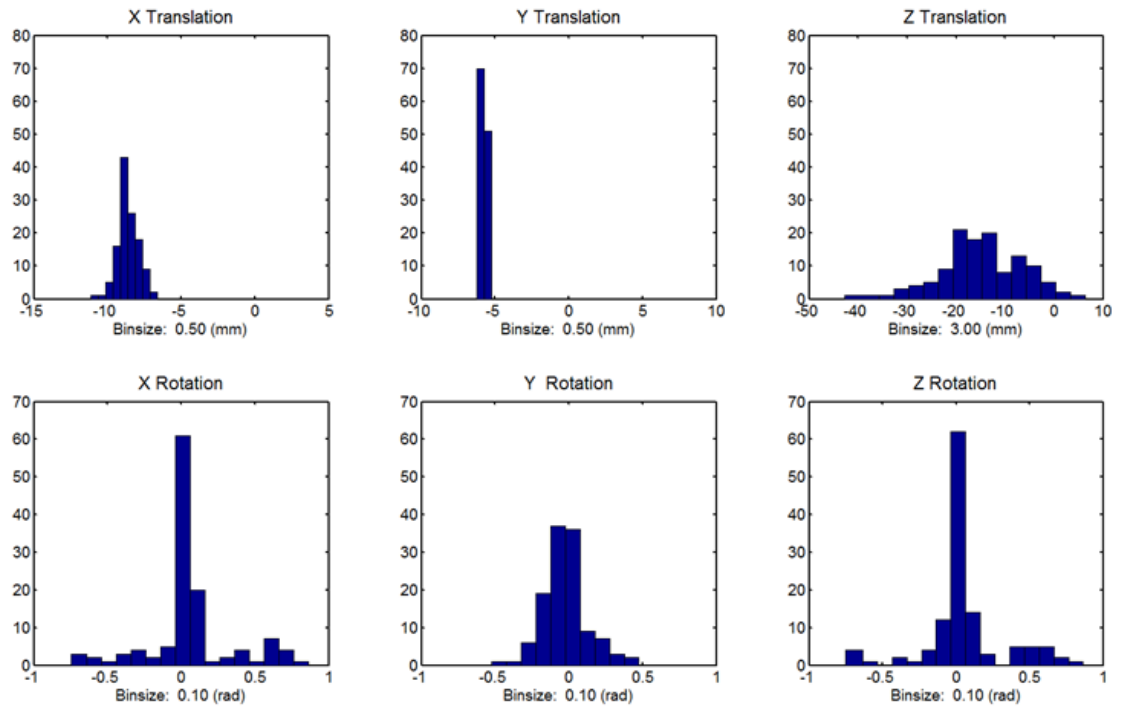 X Translation Y Translation Z Translation
80 80 80
70 70 70
60 60 60
50 50 50
40 40 40
30 30 30
20 20 20
10 10 10
0 0 0
-15 -10 -5 0 5 -10 -5 0 5 10 -50 -40 -30 -20 -10 0 10
Binsize: 0.50 (mm) Binsize: 0.50 (mm) Binsize: 3.00 (mm)
X Rotation Y Rotation Z Rotation
70 70 70
60 60 60
50 50 50
40 40 40
30 30 30
20 20 20
10 10 10
0 0 0
-1 -0.5 0 0.5 1 -1 -0.5 0 0.5 1 -1 -0.5 0 0.5 1
Binsize: 0.10 (rad) Binsize: 0.10 (rad) Binsize: 0.10 (rad)